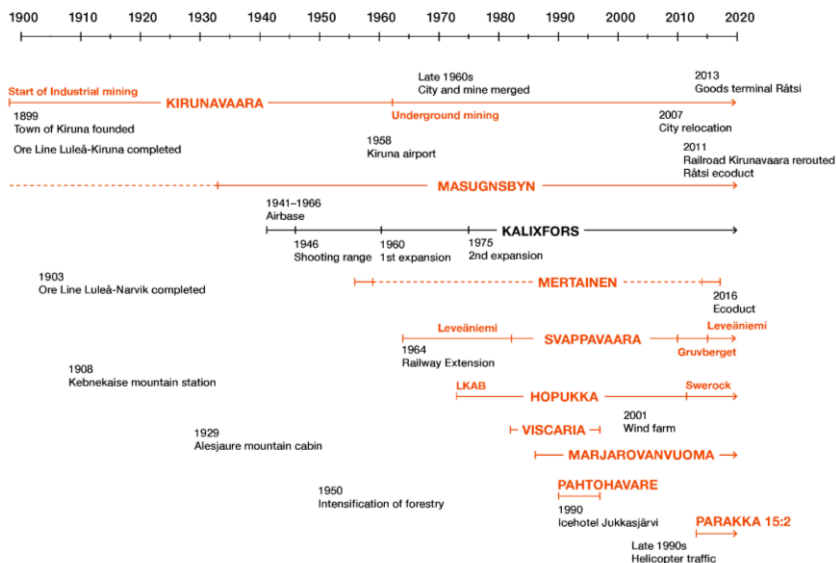 1900 1910 1920 1930 1940 1950 1960 1970 1980 1990 2000 2010 2020
Late 1960s
City and mine merged
2013
Goods terminal Råtsi
Start of Industrial mining
KIRUNAVAARA
Underground mining
1899
Town of Kiruna founded
Ore Line Luleå-Kiruna completed
1958
Kiruna airport
2007
City relocation
2011
Railroad Kirunavaara rerouted
Råtsi ecoduct
MASUGNSBYN
1941–1966
Airbase
KALIXFORS
1946
Shooting range
1960
1st expansion
1975
2nd expansion
1903
Ore Line Luleå-Narvik completed
MERTAINEN
2016
Ecoduct
Leveäniemi
SVAPPAVAARA
Leveäniemi
Gruvberget
1964
Railway Extension
1908
Kebnekaise mountain station
LKAB
HOPUKKA
Swerock
2001
Wind farm
VISCARIA
1929
Alesjaure mountain cabin
MARJAROVANVUOMA
PAHTOHAVARE
1950
Intensification of forestry
1990
Icehotel Jukkasjärvi
PARAKKA 15:2
Late 1990s
Helicopter traffic